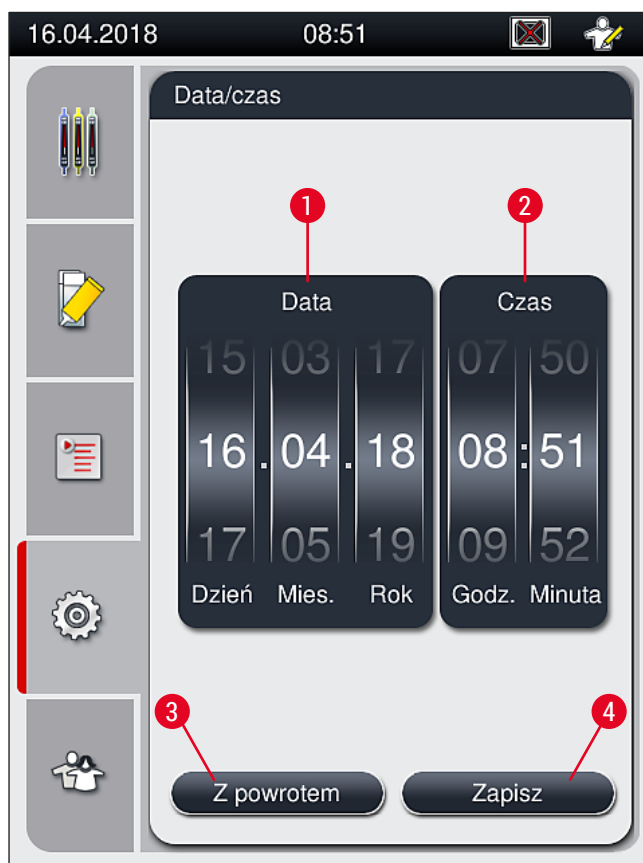 16.04.2018 08:51
Data/czas
1 2
Data Czas
15 03 17 07 50
16 . 04 . 18 08 : 51
17 05 19 09 52
Dzień Mies. Rok Godz. Minuta
3 4
Z powrotem Zapisz